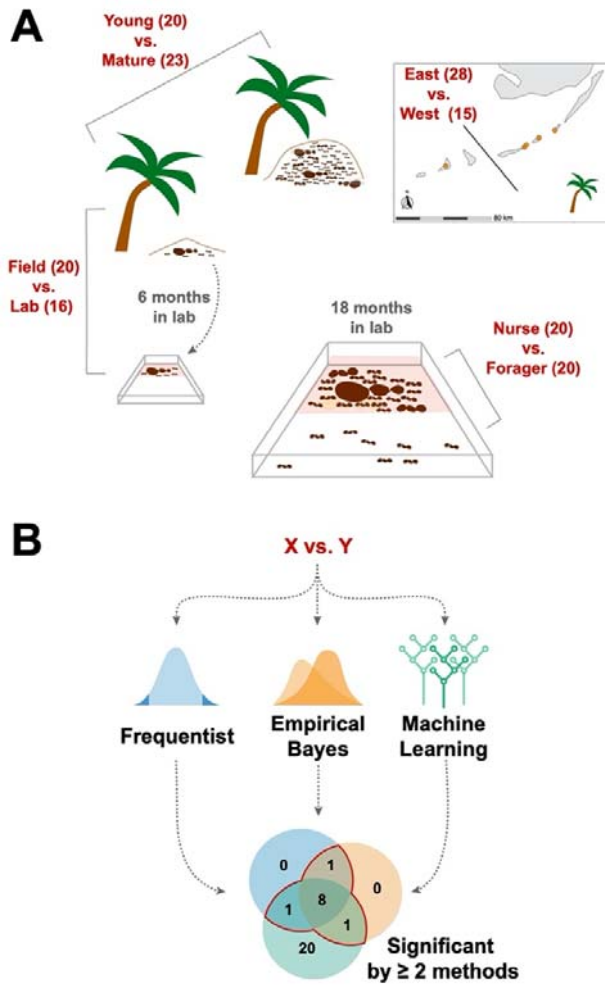 A
Young (20)
vs.
Mature (23)
East (28)
vs.
West (15)
80 km
Field (20)
vs.
Lab (16)
6 months
in lab
18 months
in lab
Nurse (20)
vs.
Forager (20)
B
X vs. Y
Frequentist
Empirical
Bayes
Machine
Learning
0
1
0
8
1
1
20
Significant
by ≥ 2 methods